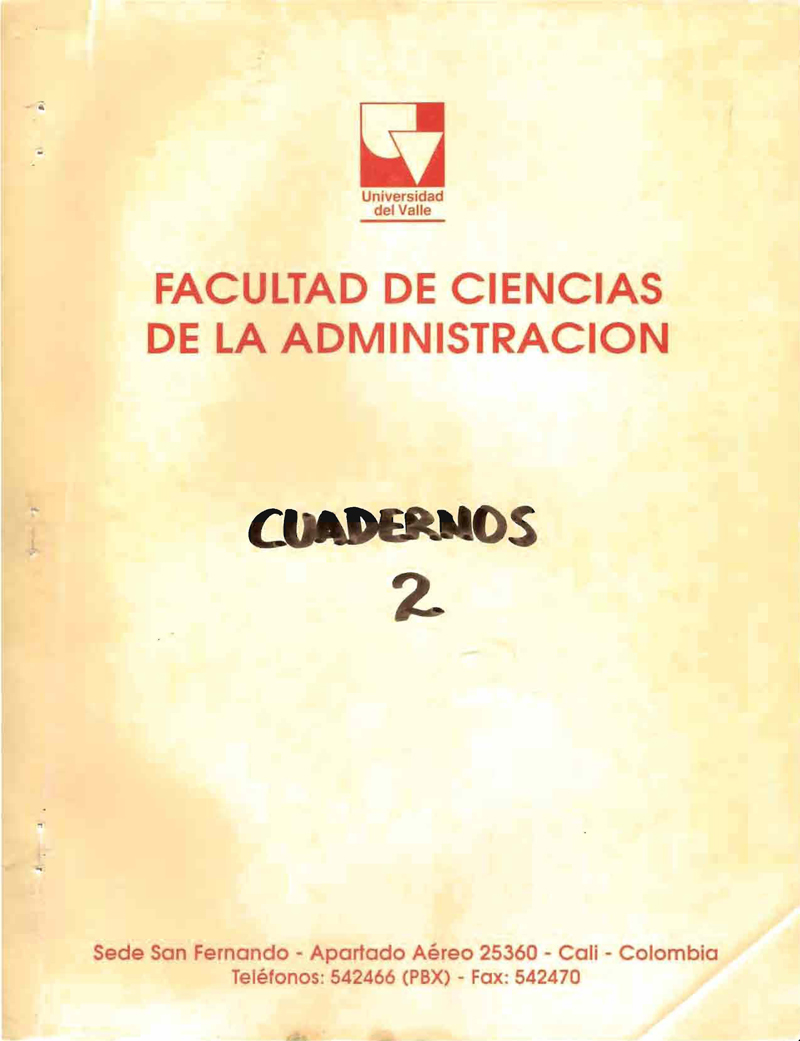 Universidad
del Valle
FACULTAD DE CIENCIAS
DE LA ADMINISTRACION
CUADERNOS
2
Sede San Fernando - Apartado Aéreo 25360 - Cali - Colombia
Teléfonos: 542466 (PBX) - Fax: 542470